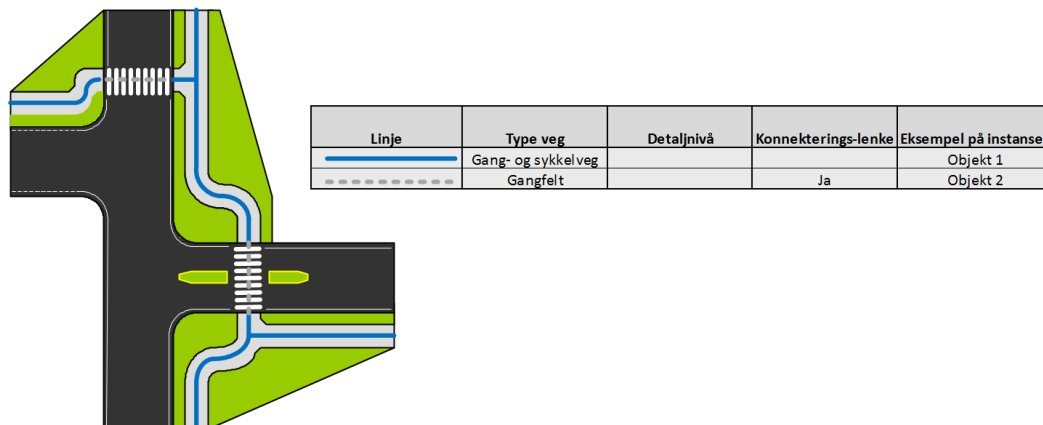 Linje Type veg Detaljnivå Konnekterings-lenke Eksempel på instanse
Gang- og sykkelveg Objekt 1
Gangfelt Ja Objekt 2